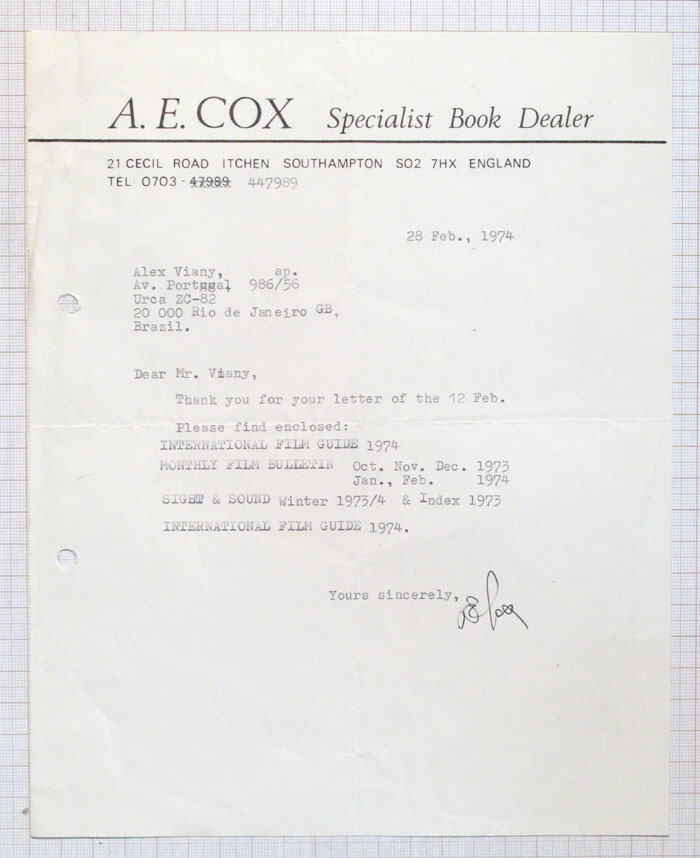 A. E. COX Specialist Book Dealer
21 CECIL ROAD ITCHEN SOUTHAMPTON SO2 7HX ENGLAND
TEL: 0703 - 47989 447989
28 Feb., 1974
Alex Viany, ap.
Av. Portugal 986/56
Urca ZC-82
20 000 Rio de Janeiro GB,
Brazil.
Dear Mr. Viany,
Thank you for your letter of the 12 Feb.
Please find enclosed:
INTERNATIONAL FILM GUIDE 1974
MONTHLY FILM BULLETIN Oct. Nov. Dec. 1973
Jan., Feb. 1974
SIGHT & SOUND Winter 1973/4 & Index 1973
INTERNATIONAL FILM GUIDE 1974.
Yours sincerely,